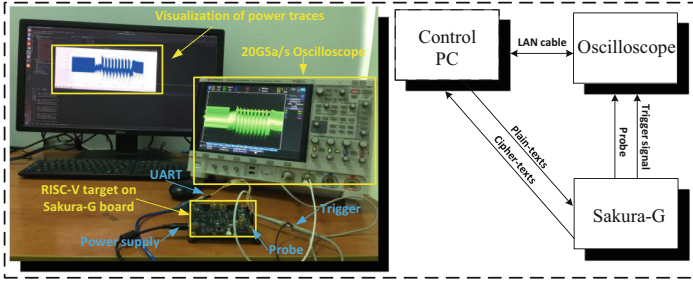 Visualization of power traces
20GSa/s Oscilloscope
UART
RISC-V target on
Sakura-G board
Trigger
Power supply
Probe
Control
PC
LAN cable
Oscilloscope
Plain-texts
Cipher-texts
Probe
Trigger signal
Sakura-G